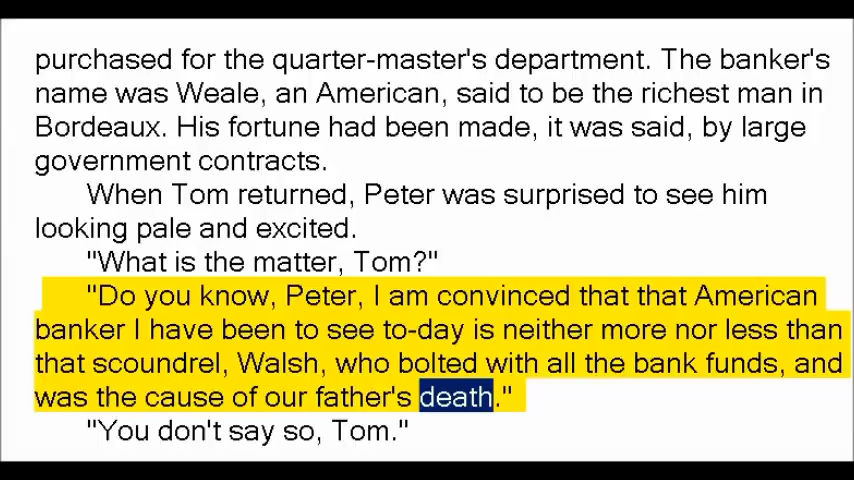 purchased for the quarter-master's department. The banker's
name was Weale, an American, said to be the richest man in
Bordeaux. His fortune had been made, it was said, by large
government contracts.
When Tom returned, Peter was surprised to see him
looking pale and excited.
"What is the matter, Tom?"
"Do you know, Peter, I am convinced that that American
banker I have been to see to-day is neither more nor less than
that scoundrel, Walsh, who bolted with all the bank funds, and
was the cause of our father's death."
"You don't say so, Tom."